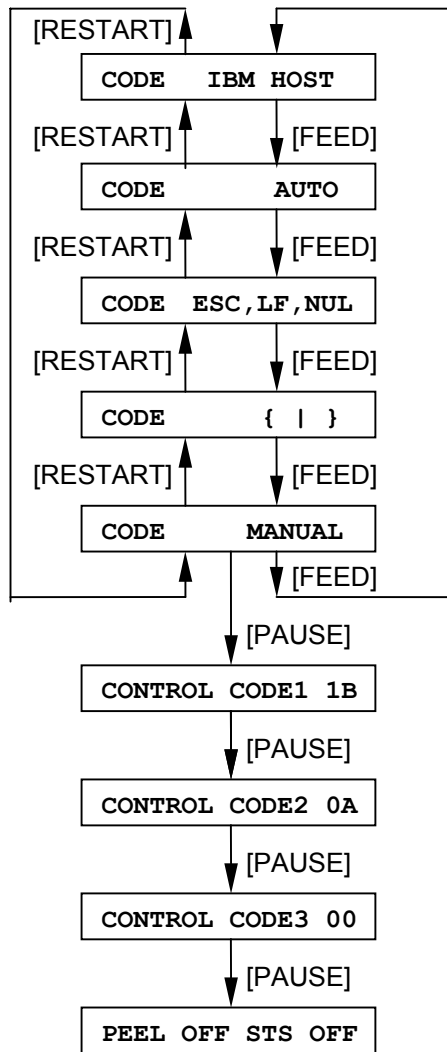 [RESTART]
CODE IBM HOST
[RESTART] [FEED]
CODE AUTO
[RESTART] [FEED]
CODE ESC,LF,NUL
[RESTART] [FEED]
CODE { | }
[RESTART] [FEED]
CODE MANUAL
[FEED]
[PAUSE]
CONTROL CODE1 1B
[PAUSE]
CONTROL CODE2 0A
[PAUSE]
CONTROL CODE3 00
[PAUSE]
PEEL OFF STS OFF